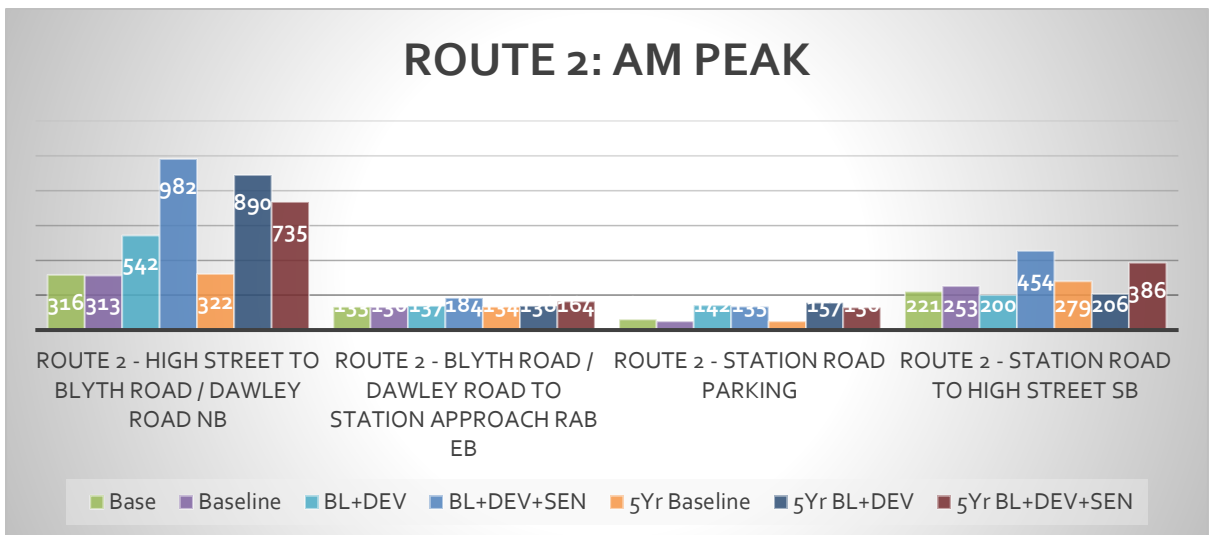 ROUTE 2: AM PEAK
316
313
542
982
322
890
735
137
184
164
142
157
221
253
200
454
279
206
386
ROUTE 2 - HIGH STREET TO
BLYTH ROAD / DAWLEY
ROAD NB
ROUTE 2 - BLYTH ROAD /
DAWLEY ROAD TO
STATION APPROACH RAB
EB
ROUTE 2 - STATION ROAD
PARKING
ROUTE 2 - STATION ROAD
TO HIGH STREET SB
Base
Baseline
BL+DEV
BL+DEV+SEN
5Yr Baseline
5Yr BL+DEV
5Yr BL+DEV+SEN